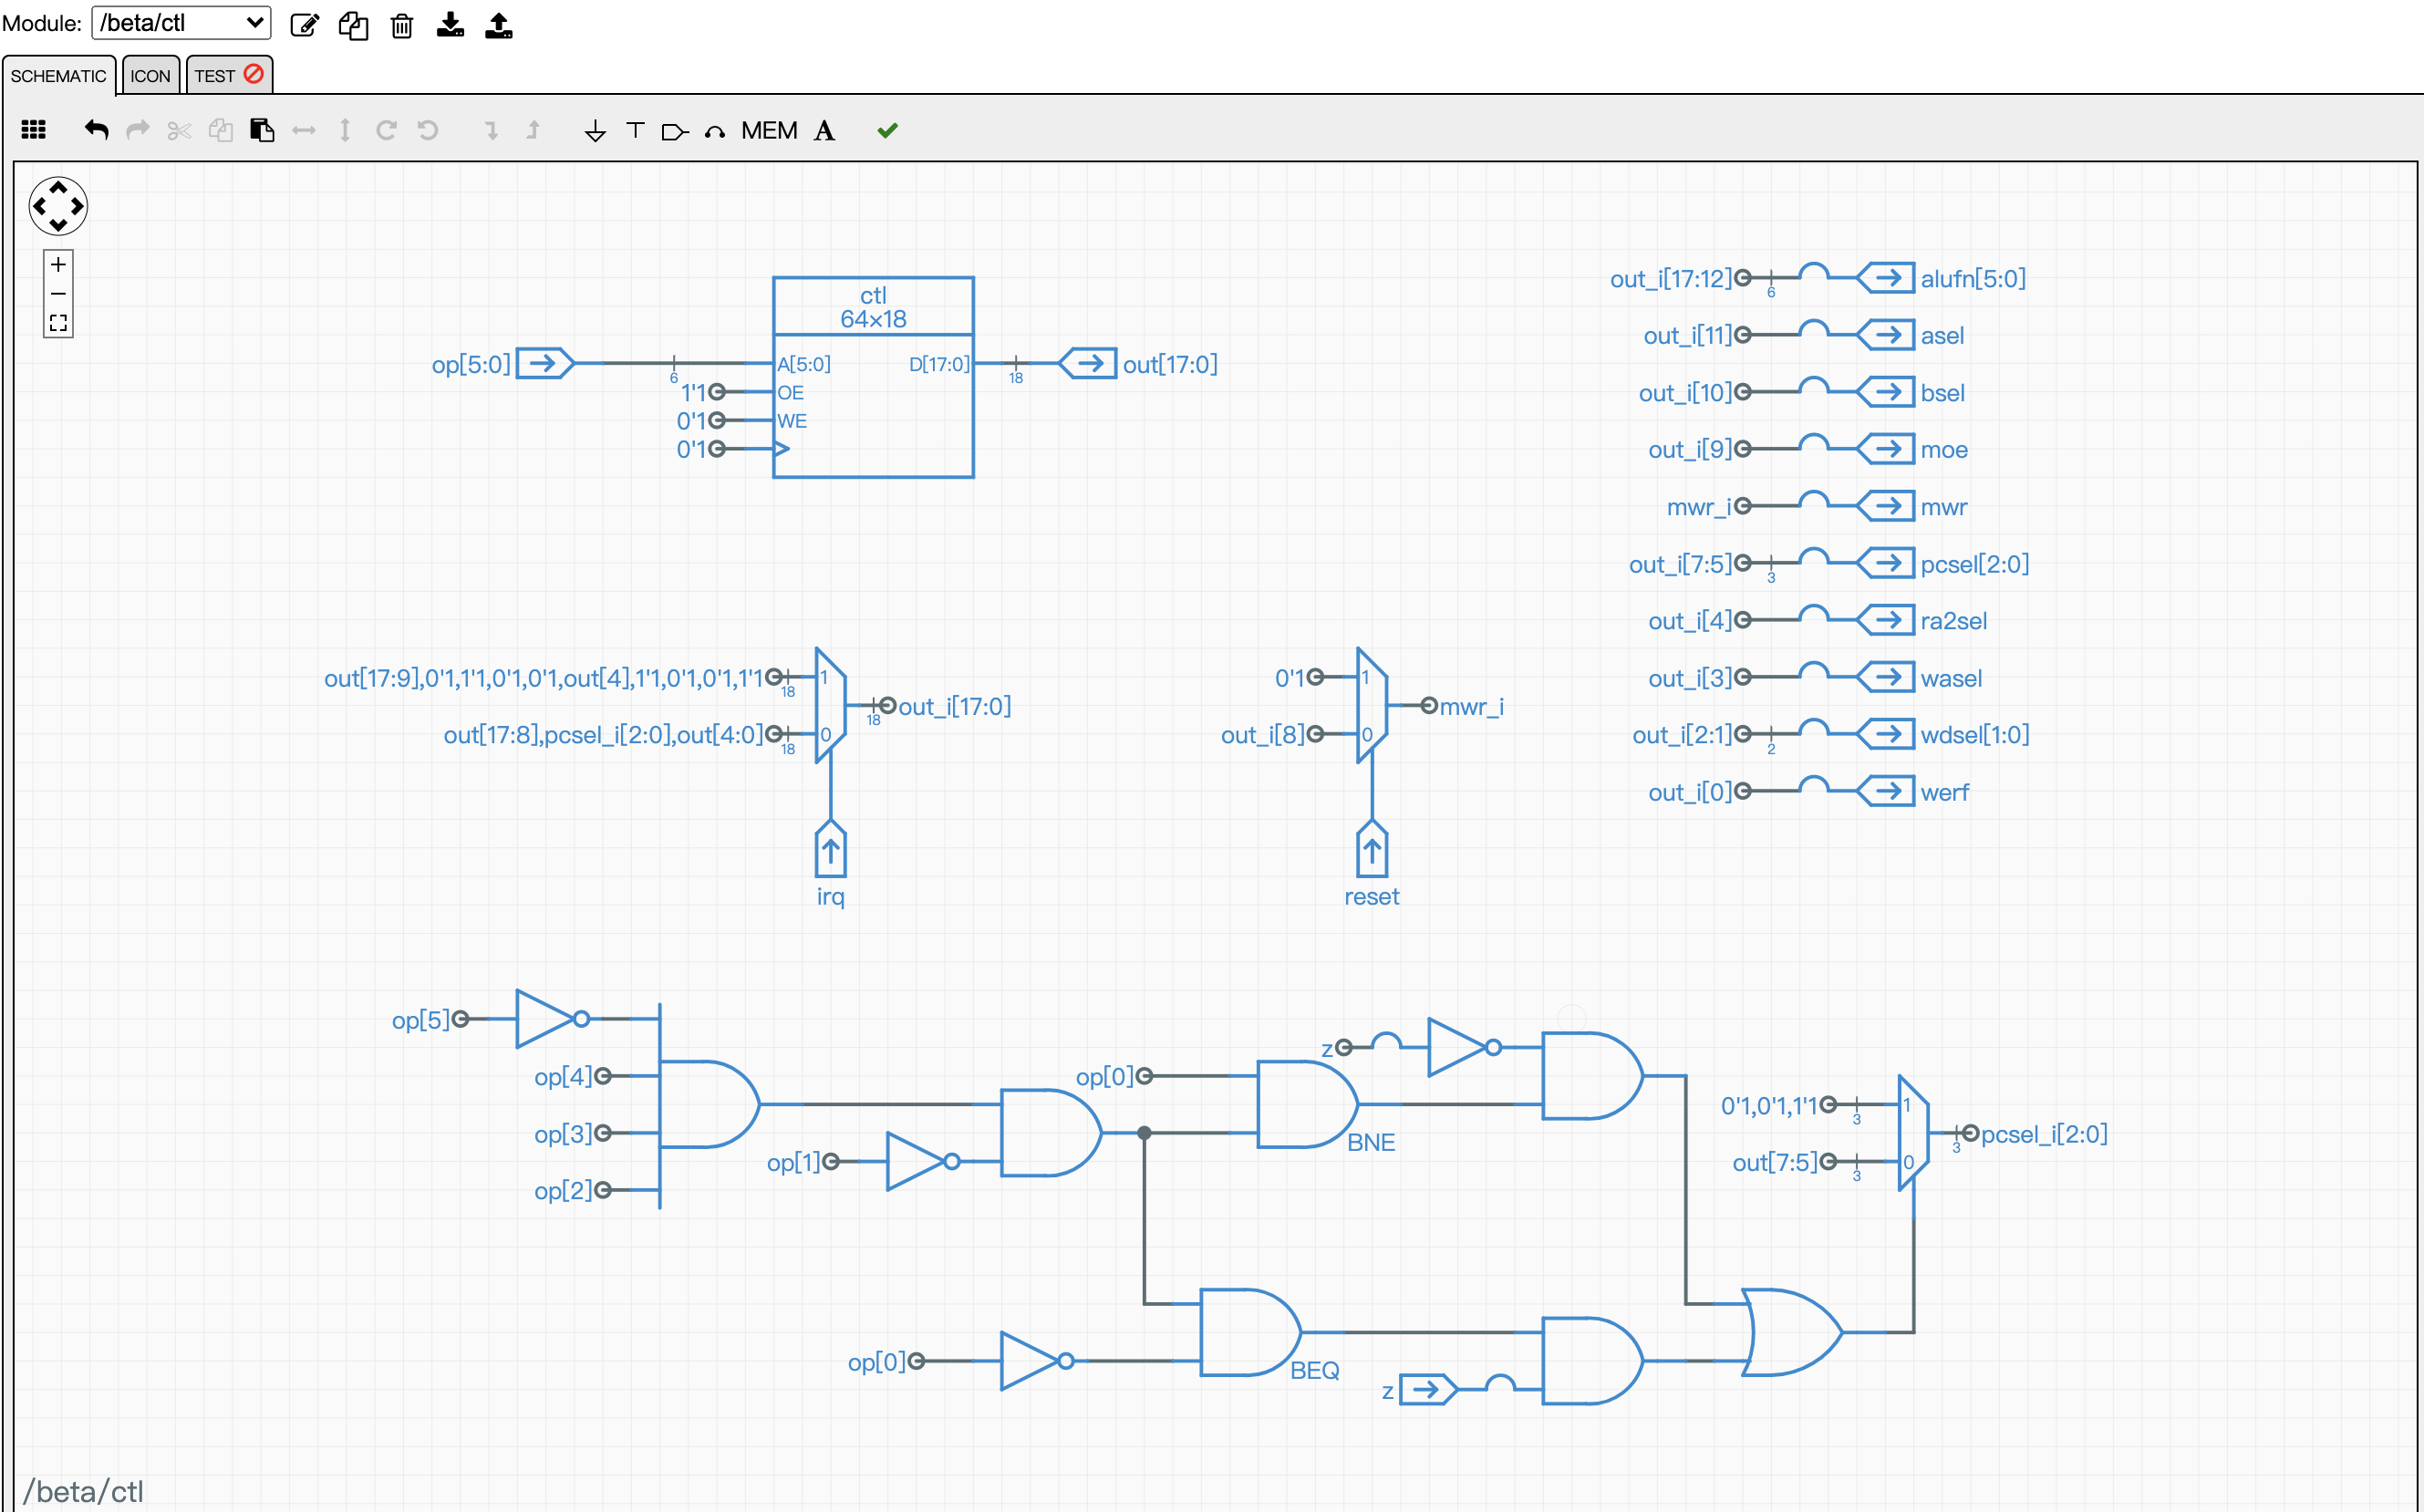 Module: /beta/ctl
SCHEMATIC ICON TEST
MEM A
+
−
ctl
64×18
op[5:0] 6 A[5:0] D[17:0] 18 out[17:0]
1'1 OE
0'1 WE
0'1
out_i[17:12] 6 alufn[5:0]
out_i[11] asel
out_i[10] bsel
out_i[9] moe
mwr_i mwr
out_i[7:5] 3 pcsel[2:0]
out_i[4] ra2sel
out_i[3] wasel
out_i[2:1] 2 wdsel[1:0]
out_i[0] werf
out[17:9],0'1,1'1,0'1,0'1,out[4],1'1,0'1,0'1,1'1 18 1
18 out_i[17:0]
out[17:8],pcsel_i[2:0],out[4:0] 18 0
irq
0'1 1
mwr_i
out_i[8] 0
reset
op[5]
op[4]
op[3]
op[2]
op[1]
op[0]
BNE
z
op[0]
BEQ
z
0'1,0'1,1'1 3 1
3 pcsel_i[2:0]
out[7:5] 3 0
/beta/ctl